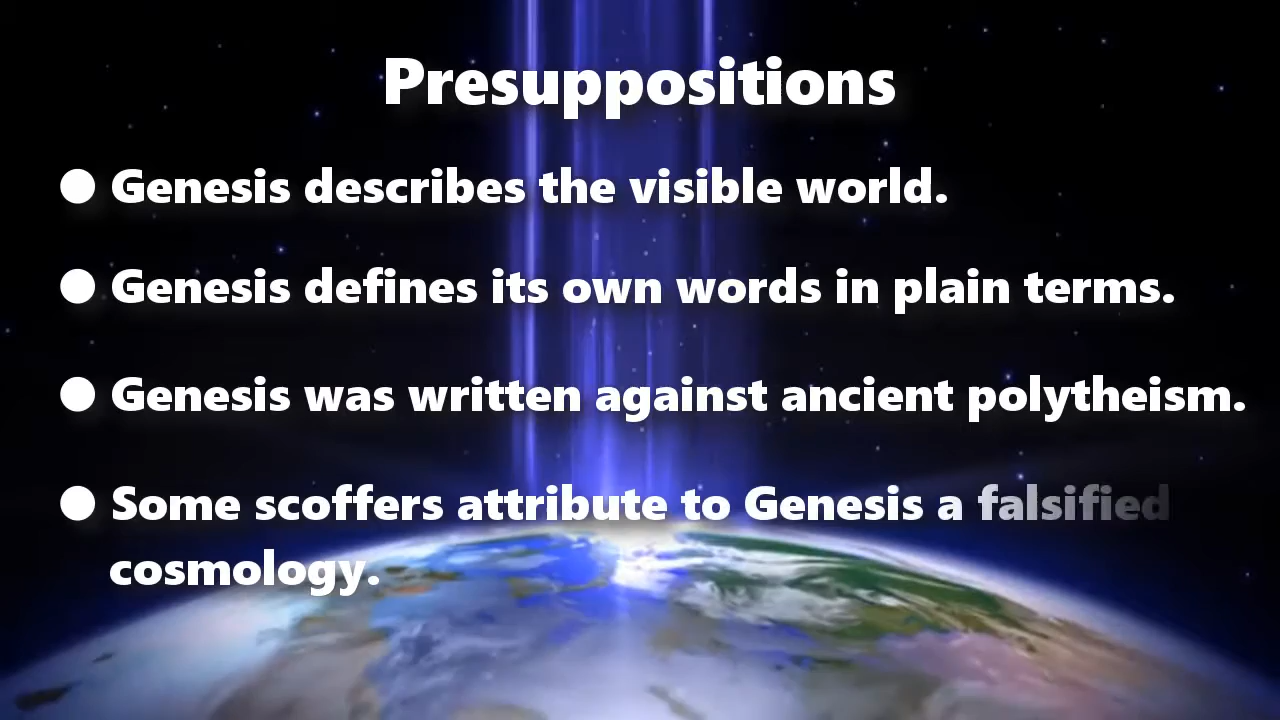 Presuppositions
● Genesis describes the visible world.
● Genesis defines its own words in plain terms.
● Genesis was written against ancient polytheism.
● Some scoffers attribute to Genesis a falsified
cosmology.